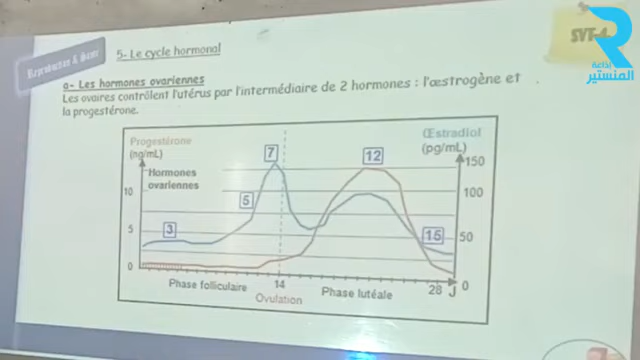 Reproduction & Santé
5- Le cycle hormonal
SVT-4
إذاعة
المنستير
a- Les hormones ovariennes
Les ovaires contrôlent l'utérus par l'intermédiaire de 2 hormones : l'œstrogène et
la progestérone.
Progestérone
(ng/mL)
Œstradiol
(pg/mL)
Hormones
ovariennes
7
12
150
10
100
5
3
5
15
50
0
0
Phase folliculaire
14
Phase lutéale
28 J
Ovulation